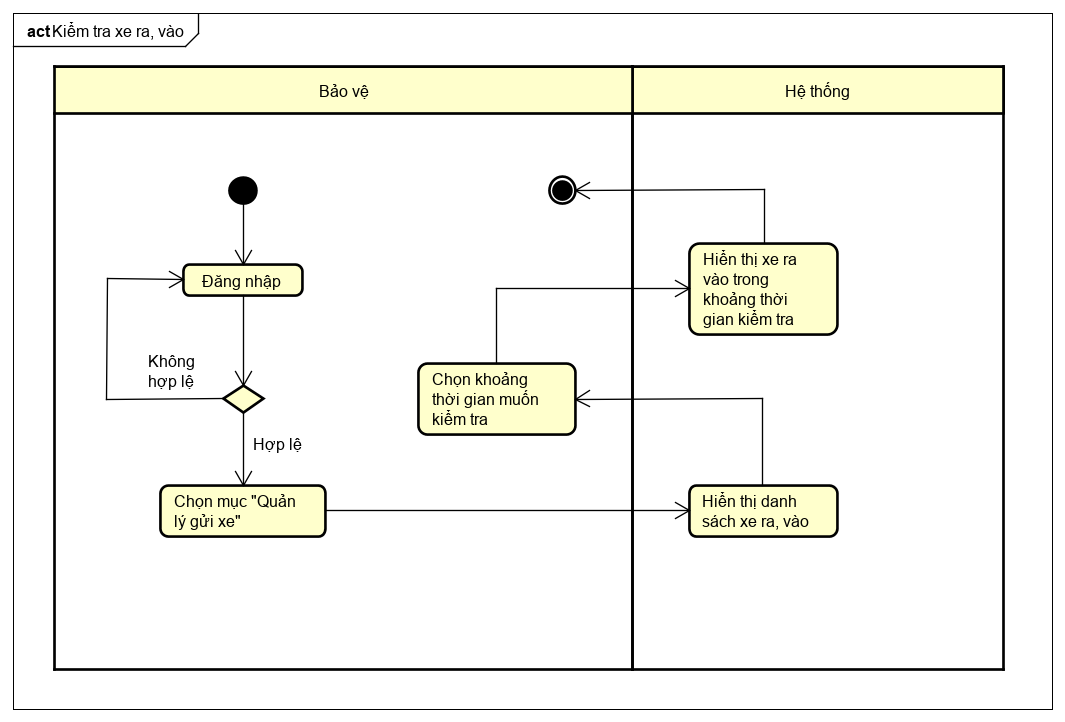 act Kiểm tra xe ra, vào
Bảo vệ
Hệ thống
Đăng nhập
Không
hợp lệ
Hợp lệ
Chọn mục "Quản
lý gửi xe"
Hiển thị danh
sách xe ra, vào
Chọn khoảng
thời gian muốn
kiểm tra
Hiển thị xe ra
vào trong
khoảng thời
gian kiểm tra